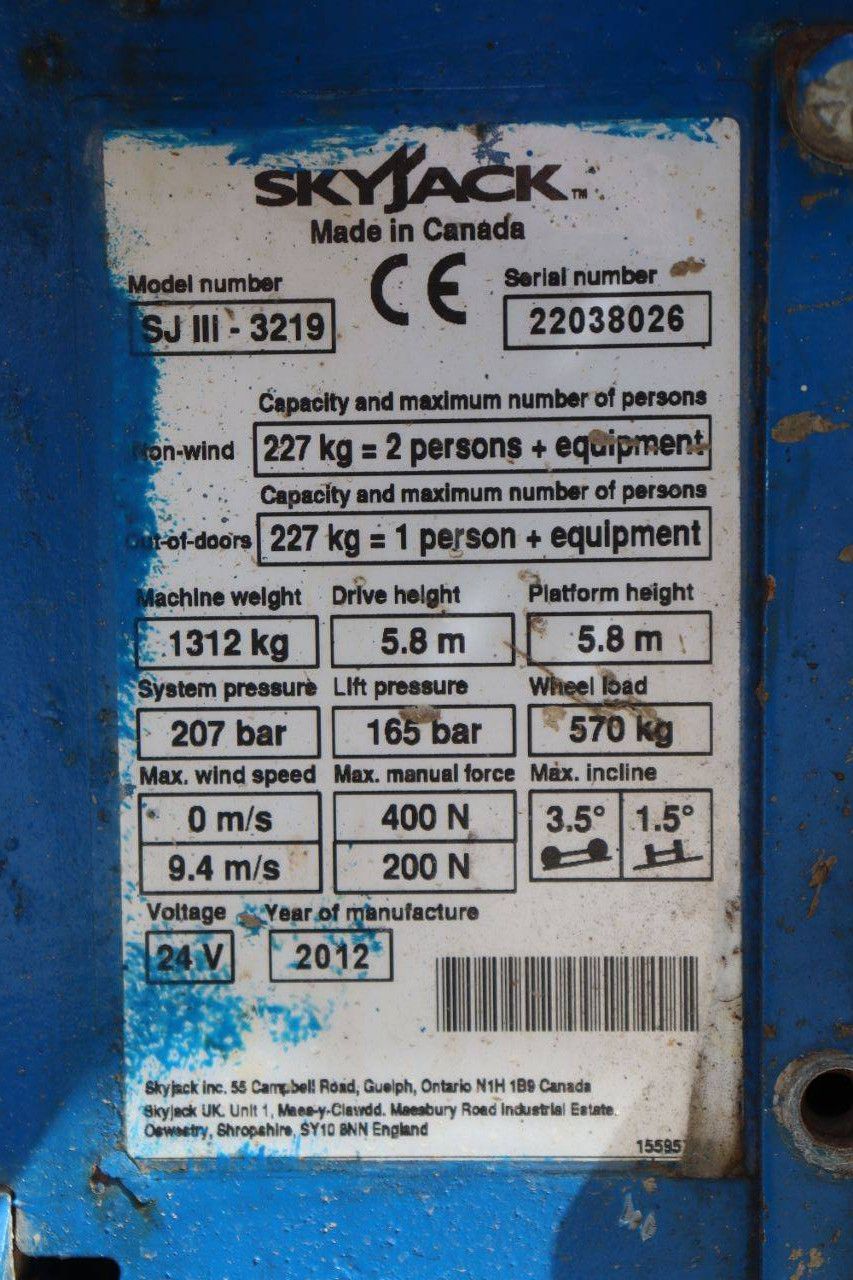 SKYJACK™
Made in Canada
Model number
CE
Serial number
SJ III - 3219
22038026
Capacity and maximum number of persons
Non-wind
227 kg = 2 persons + equipment
Capacity and maximum number of persons
Out-of-doors
227 kg = 1 person + equipment
Machine weight Drive height Platform height
1312 kg 5.8 m 5.8 m
System pressure Lift pressure Wheel load
207 bar 165 bar 570 kg
Max. wind speed Max. manual force Max. incline
0 m/s 400 N 3.5° 1.5°
9.4 m/s 200 N
Voltage Year of manufacture
24 V 2012
Skyjack inc. 55 Campbell Road, Guelph, Ontario N1H 1B9 Canada
Skyjack UK. Unit 1, Maes-y-Clawdd. Maesbury Road Industrial Estate.
Oswestry, Shropshire, SY10 8NN England